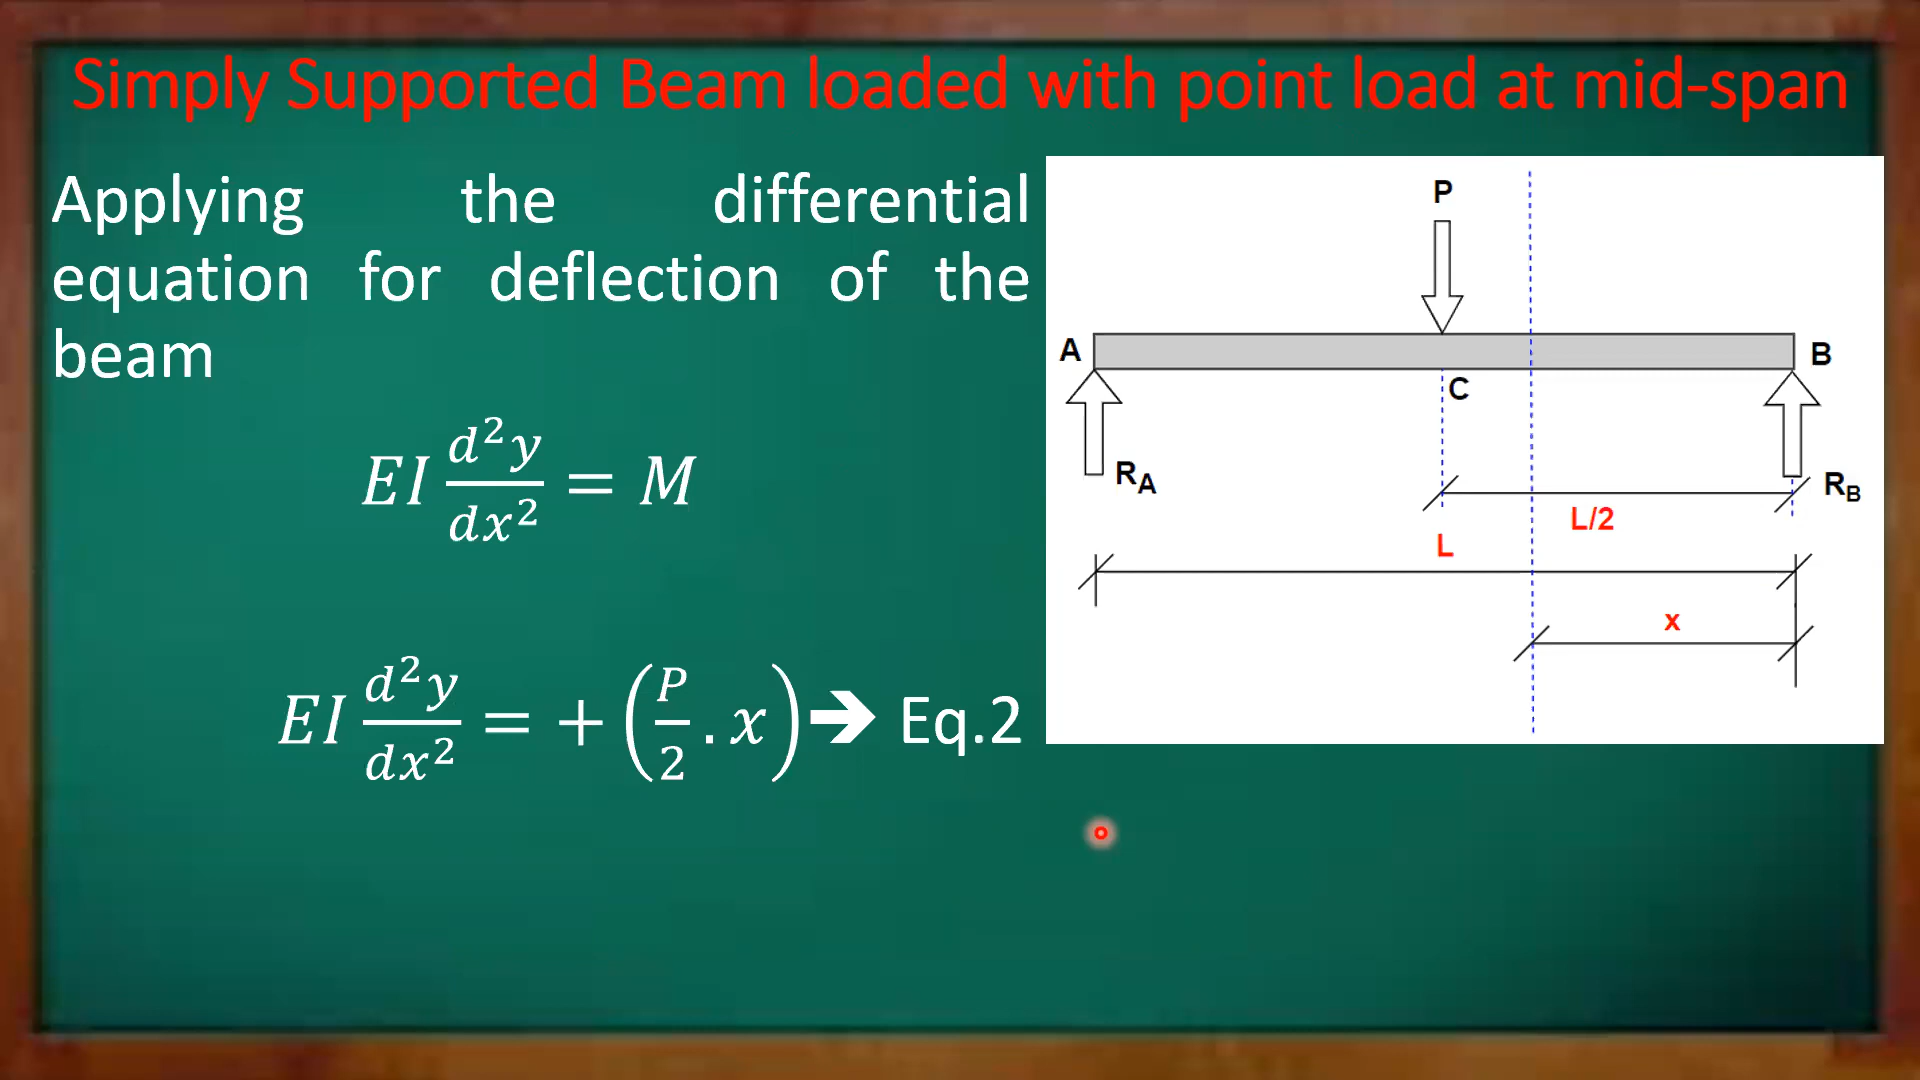 Simply Supported Beam loaded with point load at mid-span
Applying the differential
equation for deflection of the
beam
EI d²y/dx² = M
EI d²y/dx² = + (P/2 . x) ➔ Eq.2
P
A
B
C
R_A
R_B
L/2
L
x